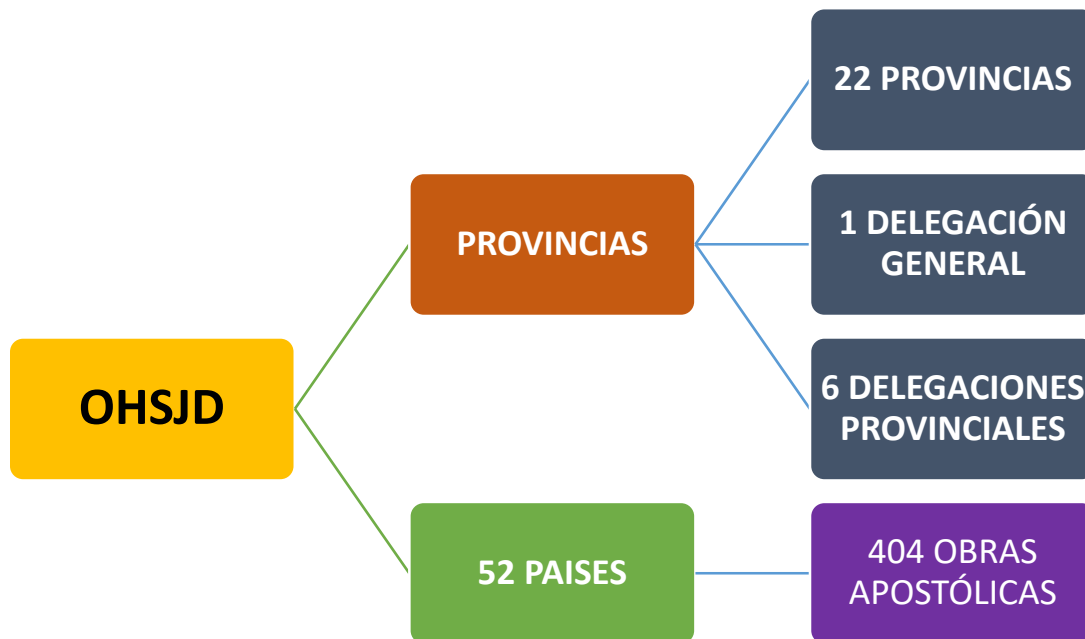 OHSJD
PROVINCIAS
22 PROVINCIAS
1 DELEGACIÓN
GENERAL
6 DELEGACIONES
PROVINCIALES
52 PAISES
404 OBRAS
APOSTÓLICAS